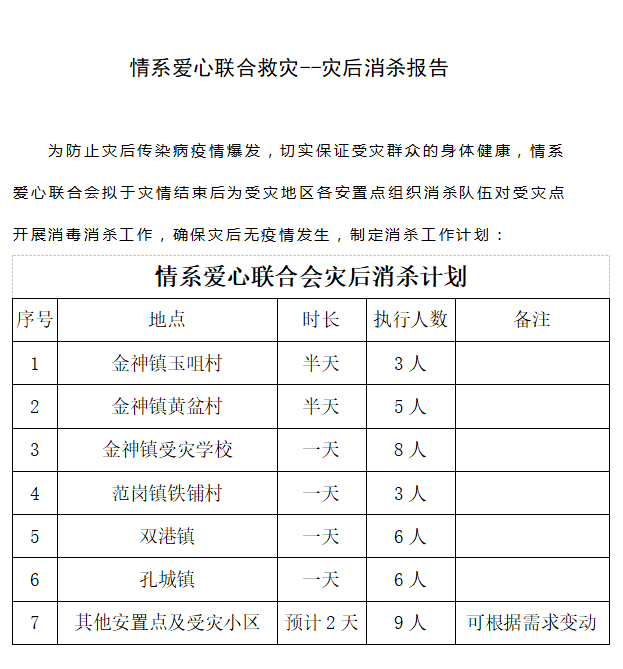 情系爱心联合救灾--灾后消杀报告
为防止灾后传染病疫情爆发，切实保证受灾群众的身体健康，情系
爱心联合会拟于灾情结束后为受灾地区各安置点组织消杀队伍对受灾点
开展消毒消杀工作，确保灾后无疫情发生，制定消杀工作计划：
情系爱心联合会灾后消杀计划
序号 地点 时长 执行人数 备注
1 金神镇玉咀村 半天 3人
2 金神镇黄盆村 半天 5人
3 金神镇受灾学校 一天 8人
4 范岗镇铁铺村 一天 3人
5 双港镇 一天 6人
6 孔城镇 一天 6人
7 其他安置点及受灾小区 预计2天 9人 可根据需求变动